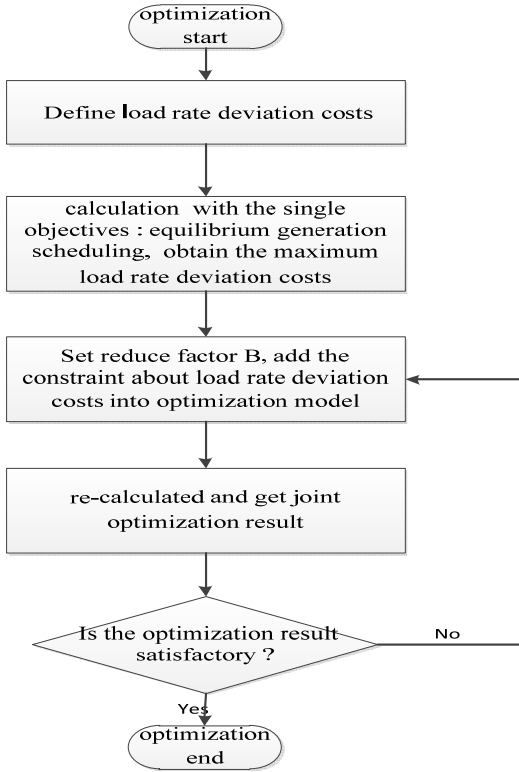 optimization
start
Define load rate deviation costs
calculation with the single
objectives : equilibrium generation
scheduling, obtain the maximum
load rate deviation costs
Set reduce factor B, add the
constraint about load rate deviation
costs into optimization model
re-calculated and get joint
optimization result
Is the optimization result
satisfactory ?
No
Yes
optimization
end